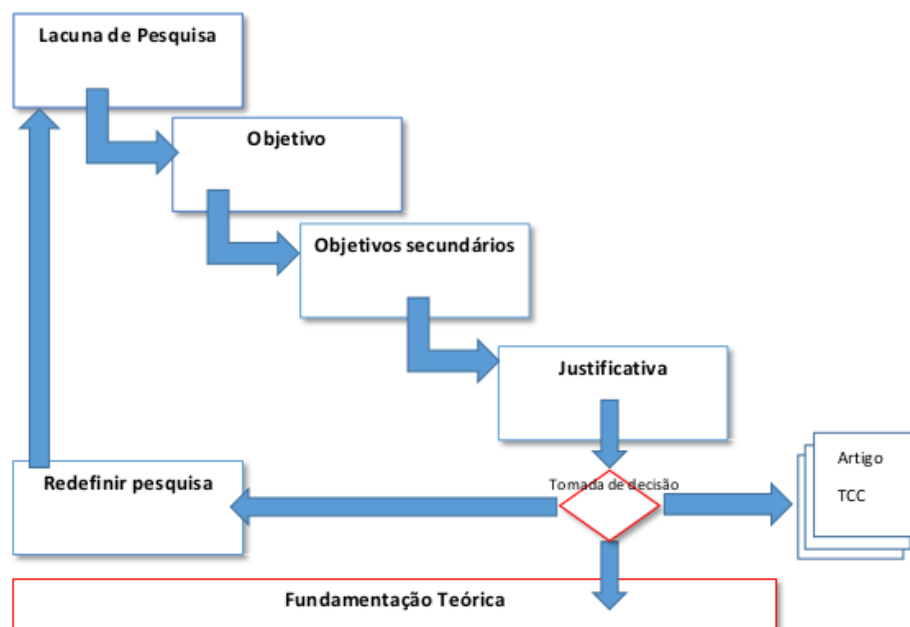 Lacuna de Pesquisa
Objetivo
Objetivos secundários
Justificativa
Tomada de decisão
Artigo
TCC
Redefinir pesquisa
Fundamentação Teórica